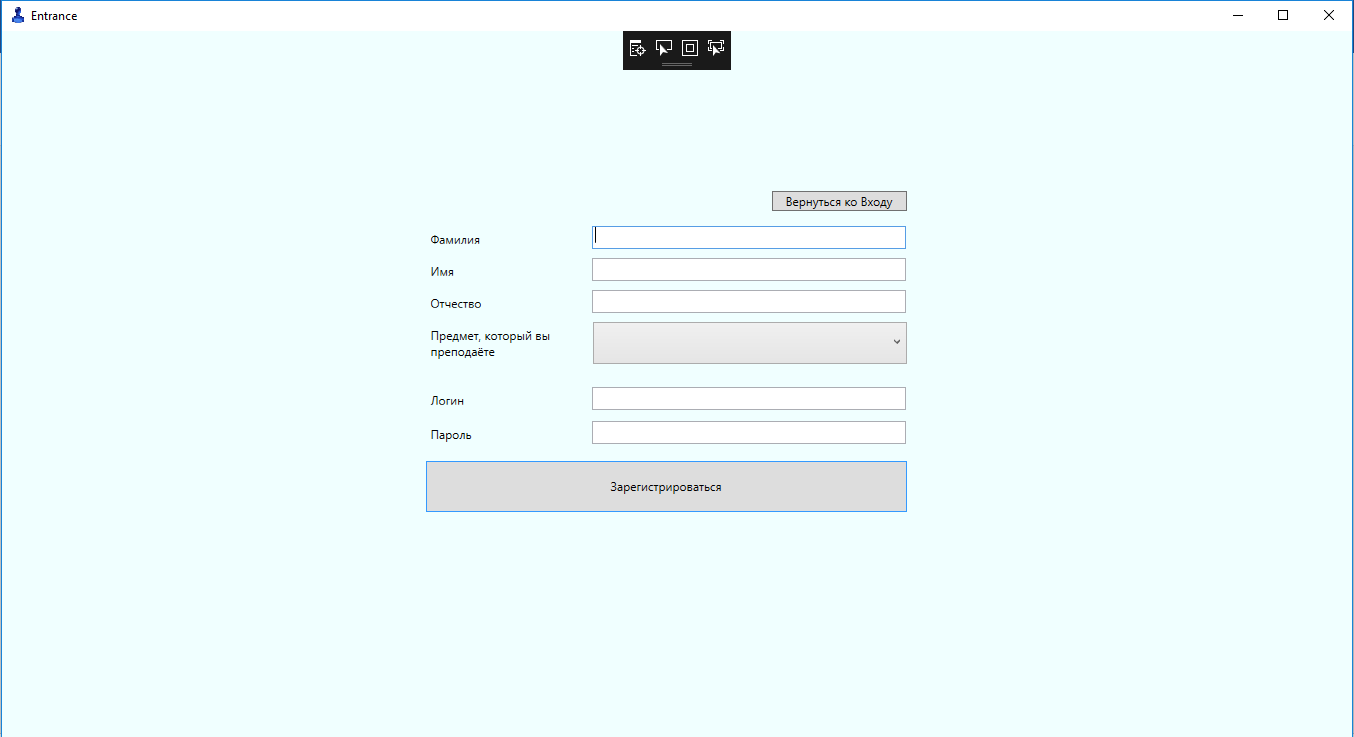 Entrance
Вернуться ко Входу
Фамилия
Имя
Отчество
Предмет, который вы
преподаёте
Логин
Пароль
Зарегистрироваться